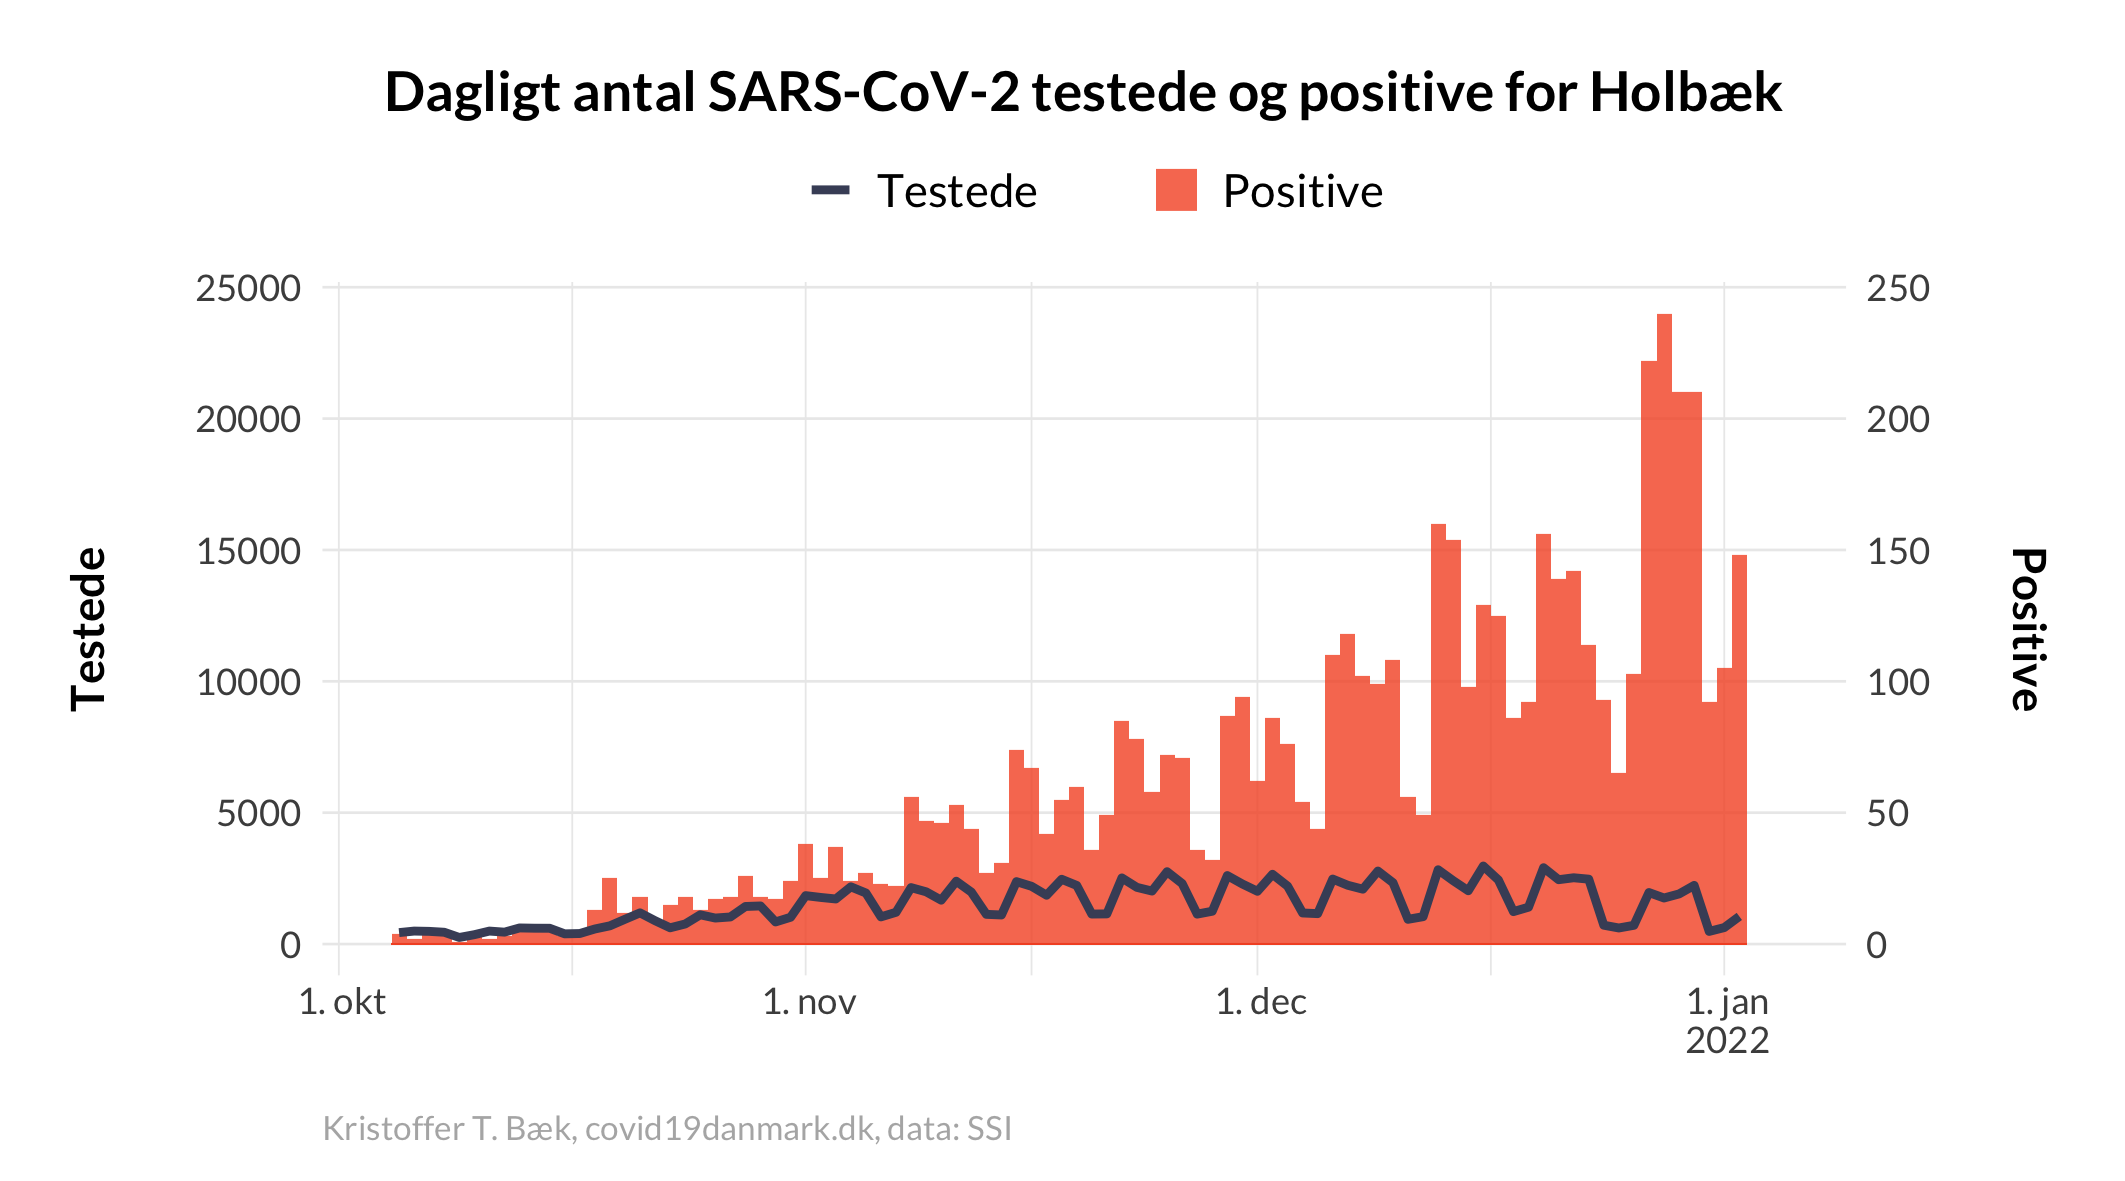 Dagligt antal SARS-CoV-2 testede og positive for Holbæk
Testede
Positive
25000
20000
15000
10000
5000
0
250
200
150
100
50
0
Testede
Positive
1. okt
1. nov
1. dec
1. jan
2022
Kristoffer T. Bæk, covid19danmark.dk, data: SSI